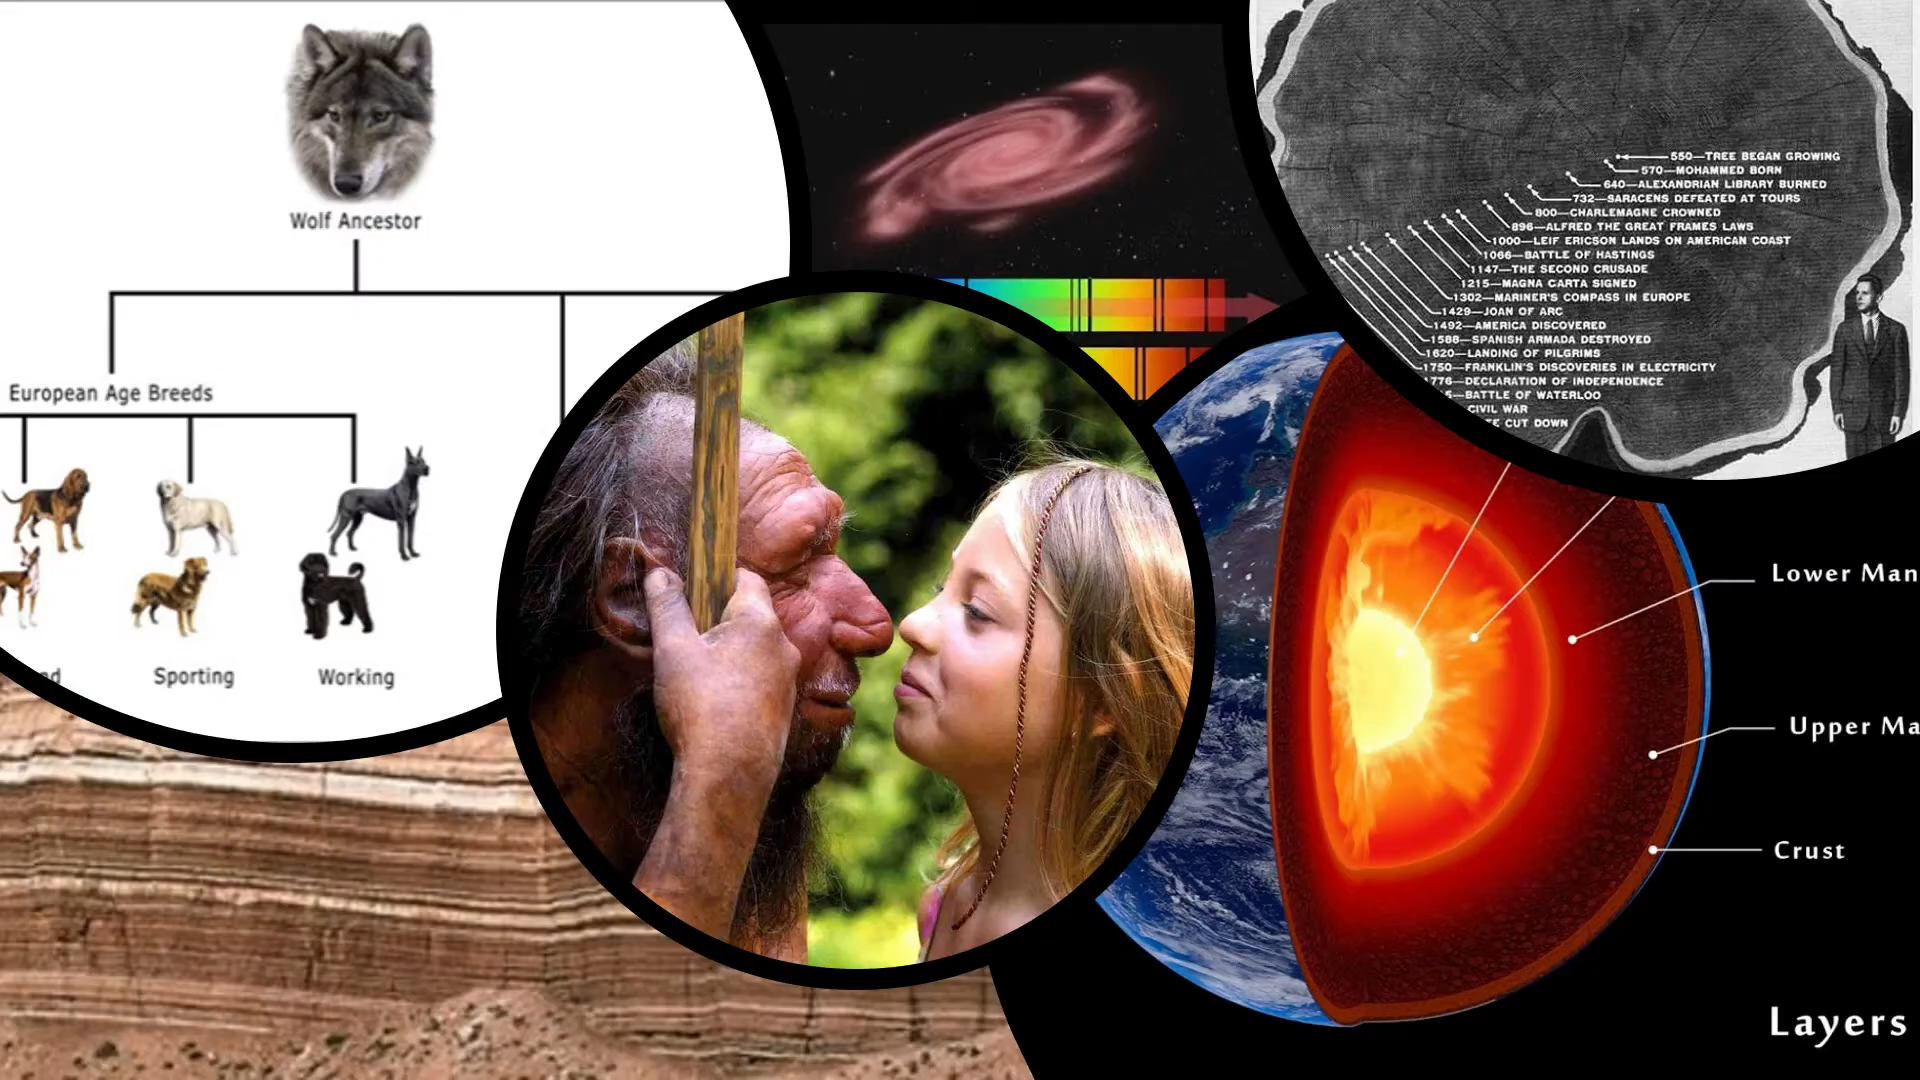 Wolf Ancestor
European Age Breeds
Sporting
Working
550—TREE BEGAN GROWING
570—MOHAMMED BORN
640—ALEXANDRIAN LIBRARY BURNED
732—SARACENS DEFEATED AT TOURS
800—CHARLEMAGNE CROWNED
896—ALFRED THE GREAT FRAMES LAWS
1000—LEIF ERICSON LANDS ON AMERICAN COAST
1066—BATTLE OF HASTINGS
1147—THE SECOND CRUSADE
1215—MAGNA CARTA SIGNED
1302—MARINER'S COMPASS IN EUROPE
1429—JOAN OF ARC
1492—AMERICA DISCOVERED
1588—SPANISH ARMADA DESTROYED
1620—LANDING OF PILGRIMS
1750—FRANKLIN'S DISCOVERIES IN ELECTRICITY
1776—DECLARATION OF INDEPENDENCE
—BATTLE OF WATERLOO
CIVIL WAR
CUT DOWN
Lower Man
Upper Ma
Crust
Layers